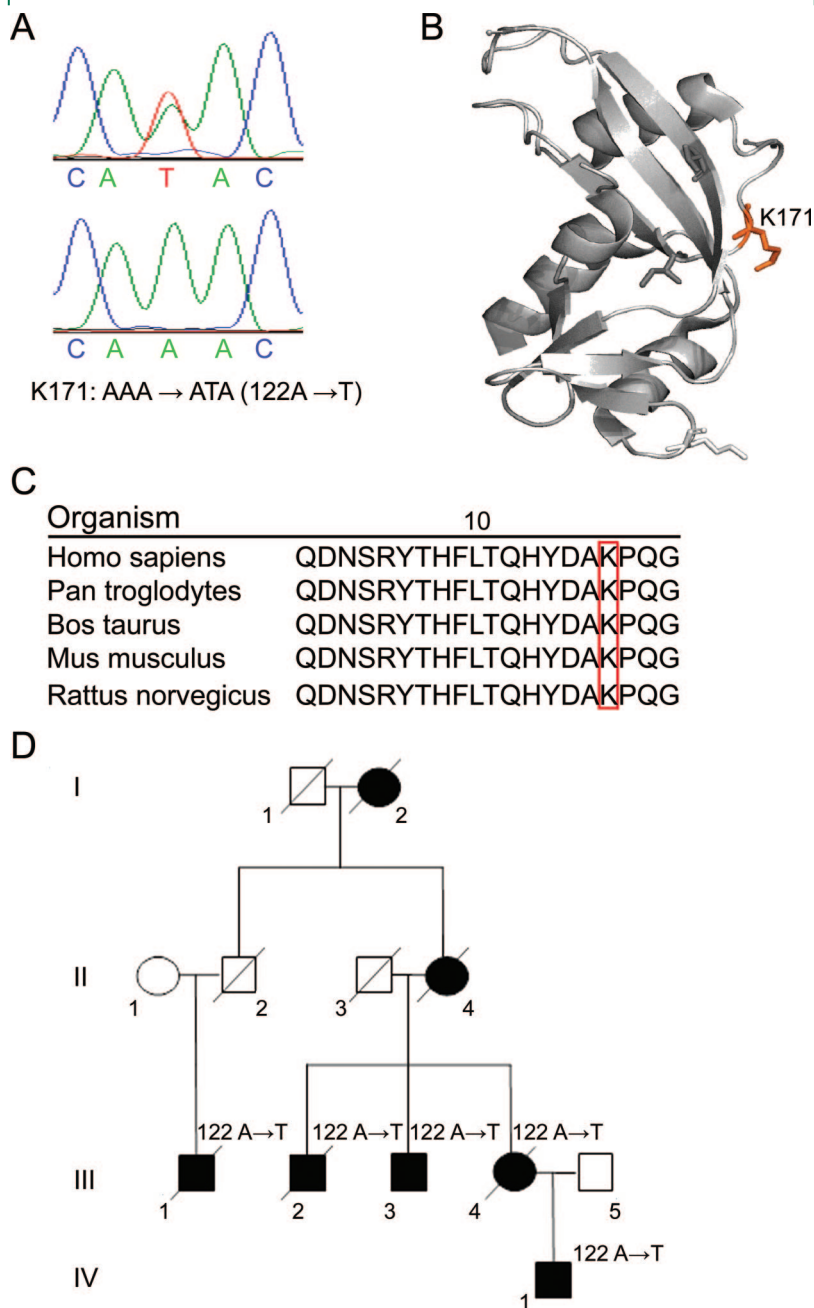 A
C A T A C
C A A A C
K17I: AAA → ATA (122A →T)
B
K171
C
Organism 10
Homo sapiens QDNSRYTHFLTQHYDAKPQG
Pan troglodytes QDNSRYTHFLTQHYDAKPQG
Bos taurus QDNSRYTHFLTQHYDAKPQG
Mus musculus QDNSRYTHFLTQHYDAKPQG
Rattus norvegicus QDNSRYTHFLTQHYDAKPQG
D
I
1 2
II
1 2 3 4
122 A→T 122 A→T 122 A→T 122 A→T
III
1 2 3 4 5
122 A→T
IV
1